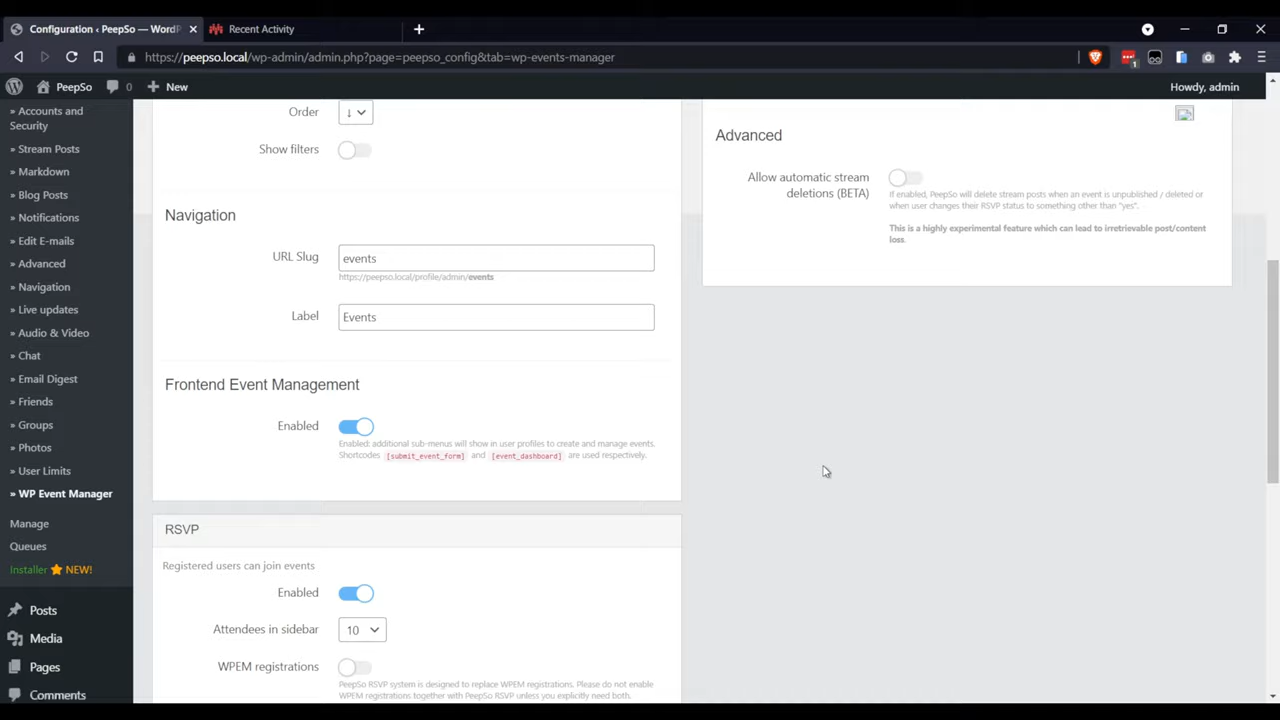 Configuration ‹ PeepSo — WordP
Recent Activity
https://peepso.local/wp-admin/admin.php?page=peepso_config&tab=wp-events-manager
1
PeepSo
0
New
Howdy, admin
» Accounts and
Security
» Stream Posts
» Markdown
» Blog Posts
» Notifications
» Edit E-mails
» Advanced
» Navigation
» Live updates
» Audio & Video
» Chat
» Email Digest
» Friends
» Groups
» Photos
» User Limits
» WP Event Manager
Manage
Queues
Installer ⭐ NEW!
Posts
Media
Pages
Comments
Order
↓
Show filters
Navigation
URL Slug
events
https://peepso.local/profile/admin/events
Label
Events
Frontend Event Management
Enabled
Enabled: additional sub-menus will show in user profiles to create and manage events.
Shortcodes [submit_event_form] and [event_dashboard] are used respectively.
RSVP
Registered users can join events
Enabled
Attendees in sidebar
10
WPEM registrations
PeepSo RSVP system is designed to replace WPEM registrations. Please do not enable
WPEM registrations together with PeepSo RSVP unless you explicitly need both.
Advanced
Allow automatic stream
deletions (BETA)
If enabled, PeepSo will delete stream posts when an event is unpublished / deleted or
when user changes their RSVP status to something other than "yes".
This is a highly experimental feature which can lead to irretrievable post/content
loss.